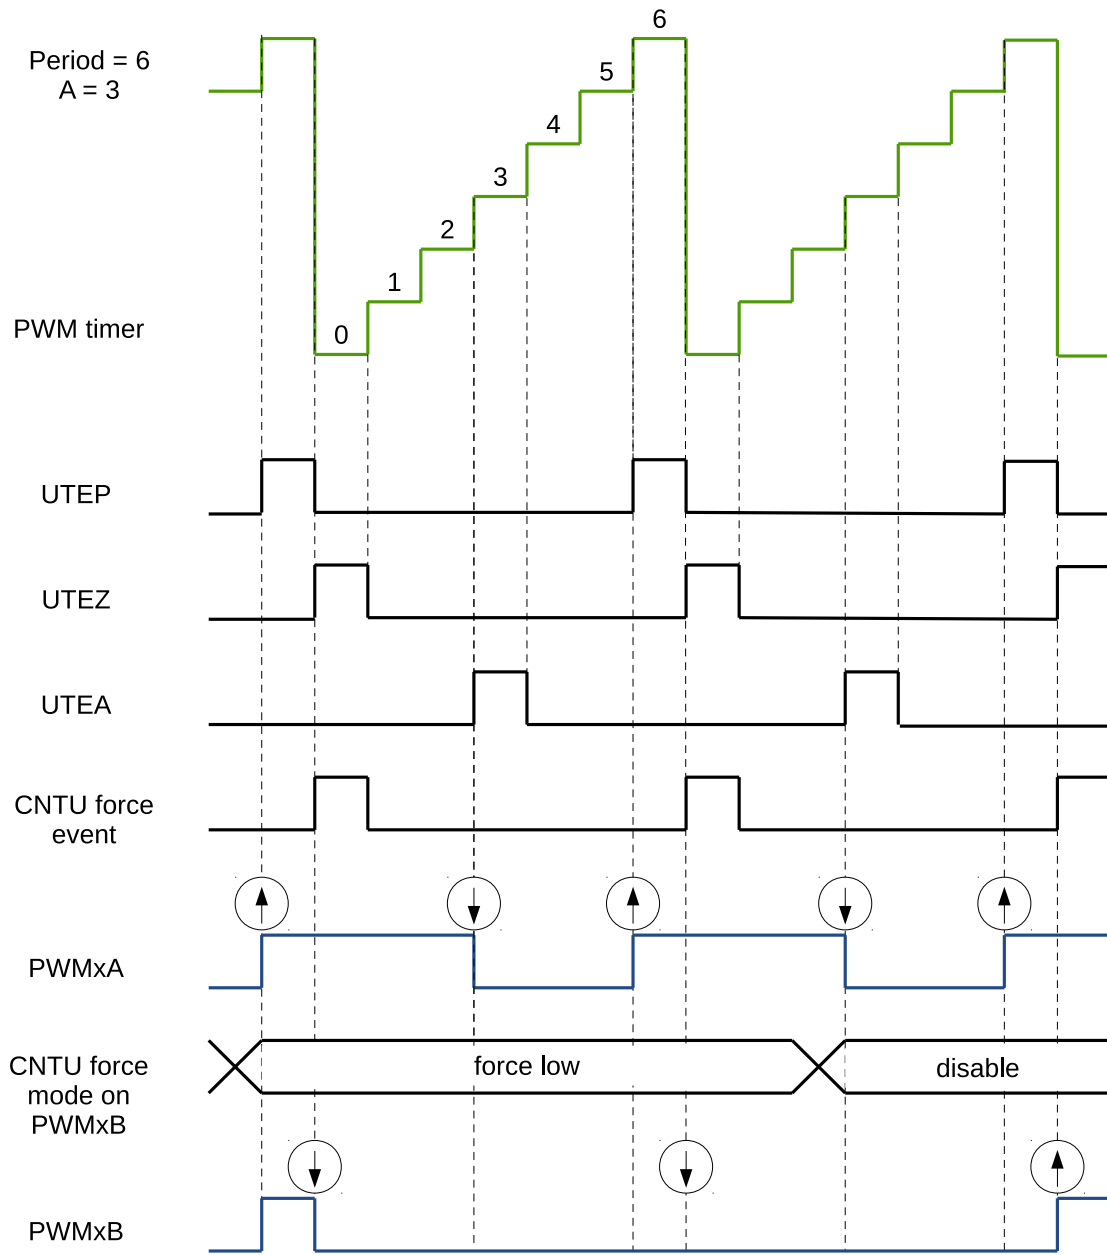 6
Period = 6
A = 3
5
4
3
2
1
0
PWM timer
UTEP
UTEZ
UTEA
CNTU force
event
PWMxA
CNTU force
mode on
PWMxB
force low
disable
PWMxB